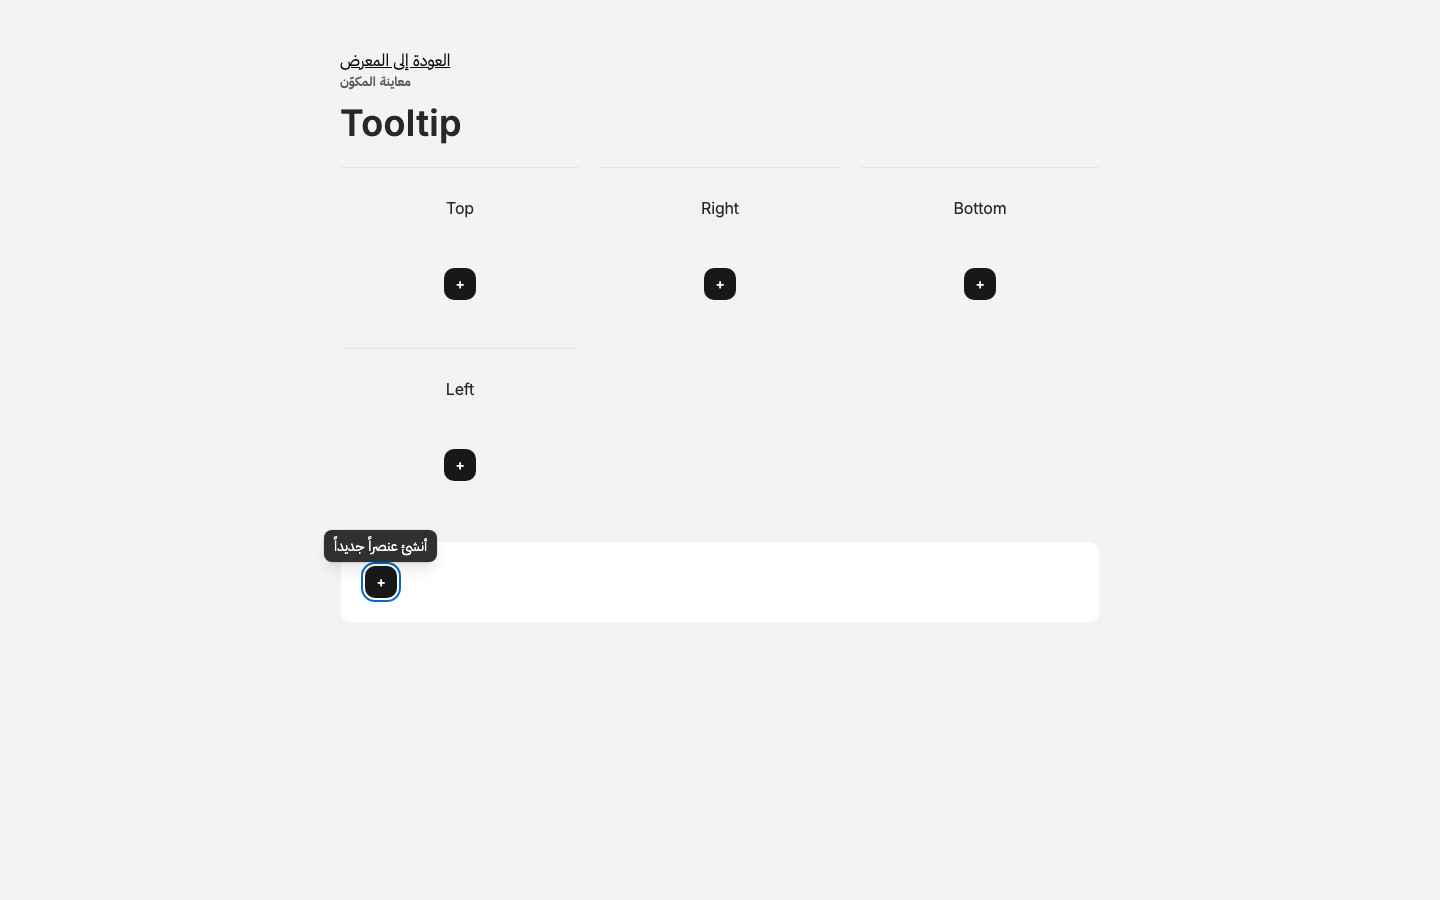 العودة إلى المعرض
معاينة المكوّن
Tooltip
Top
Right
Bottom
+
+
+
Left
+
أنشئ عنصراً جديداً
+